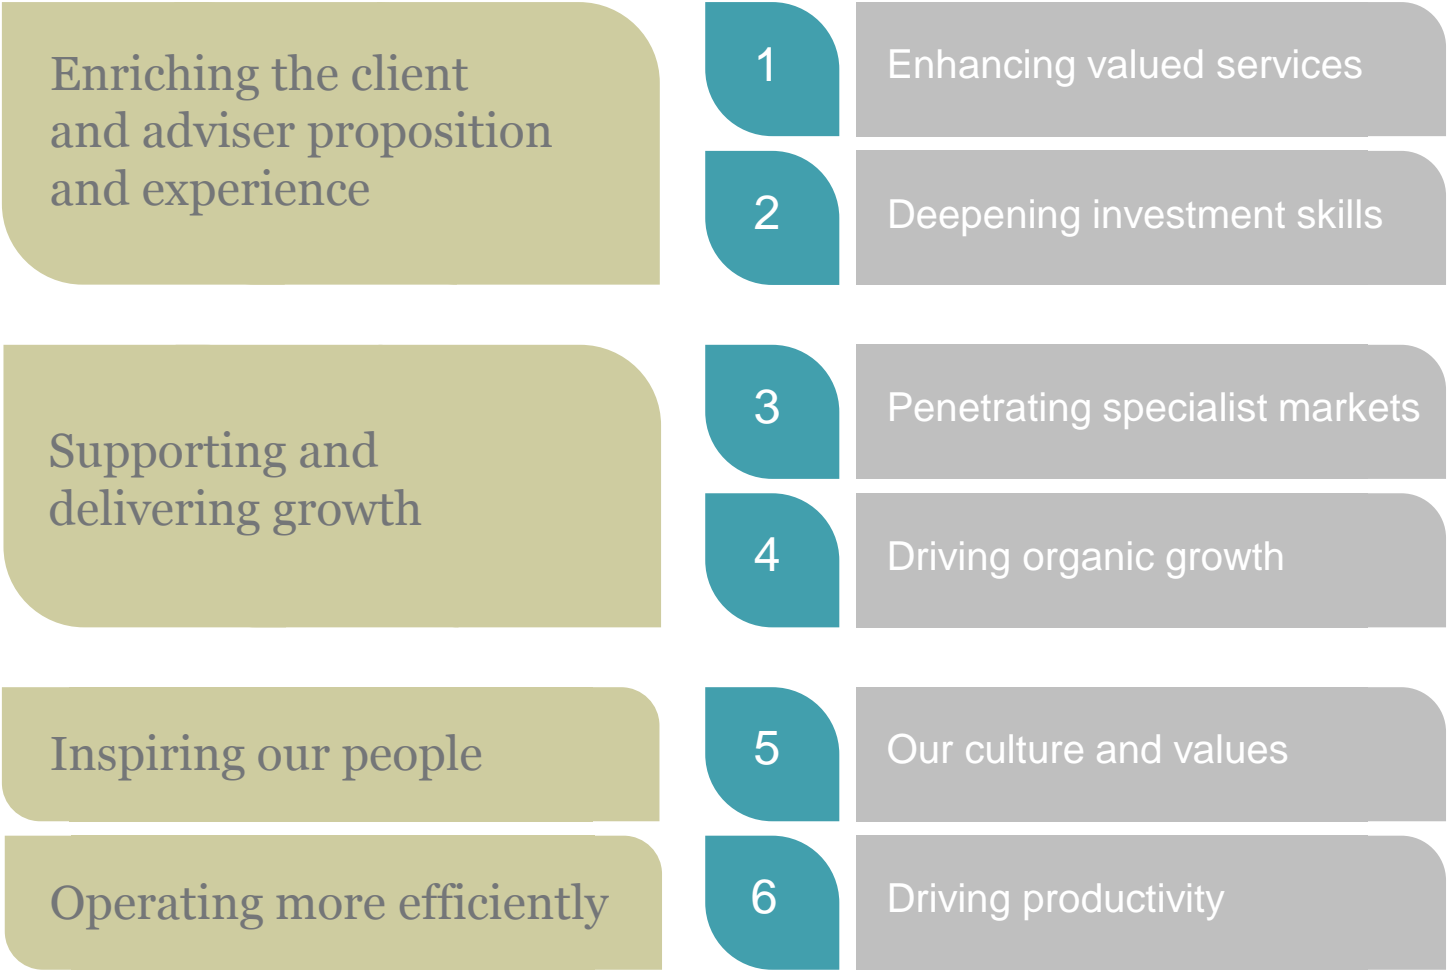 Enriching the client
and adviser proposition
and experience
1
Enhancing valued services
2
Deepening investment skills
Supporting and
delivering growth
3
Penetrating specialist markets
4
Driving organic growth
Inspiring our people
5
Our culture and values
Operating more efficiently
6
Driving productivity